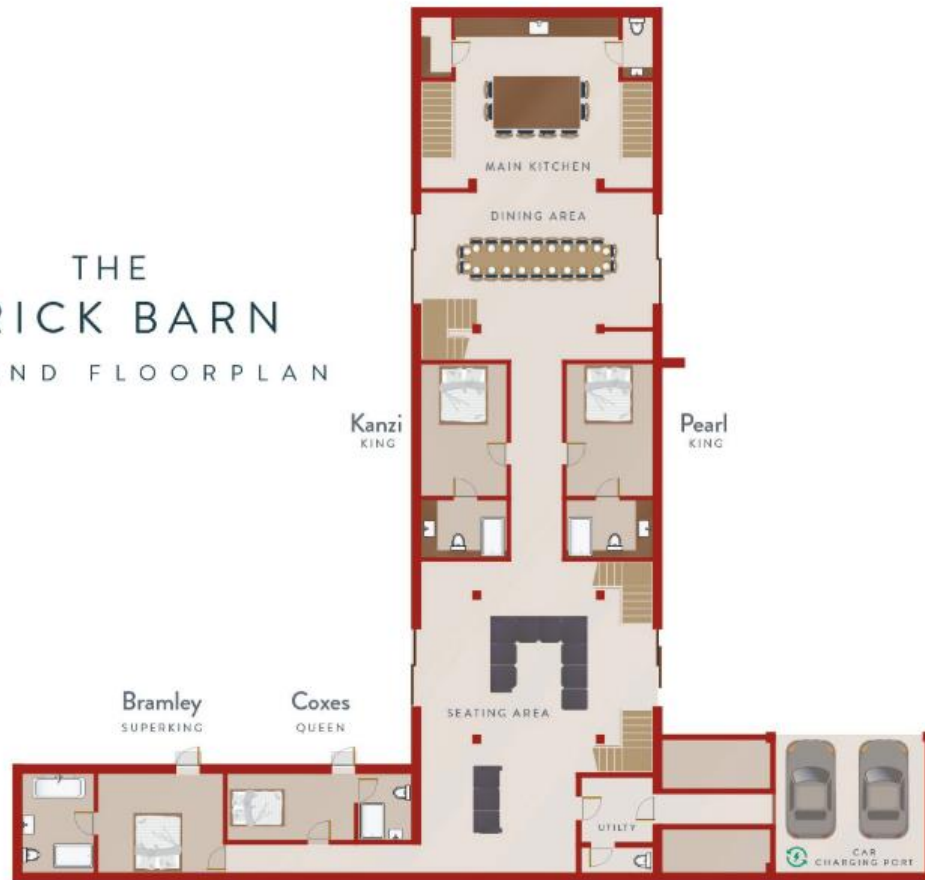 MAIN KITCHEN
DINING AREA
THE
RICK BARN
ND FLOORPLAN
Kanzi
KING
Pearl
KING
Bramley
SUPERKING
Coxes
QUEEN
SEATING AREA
UTILTY
CAR
CHARGING PORT